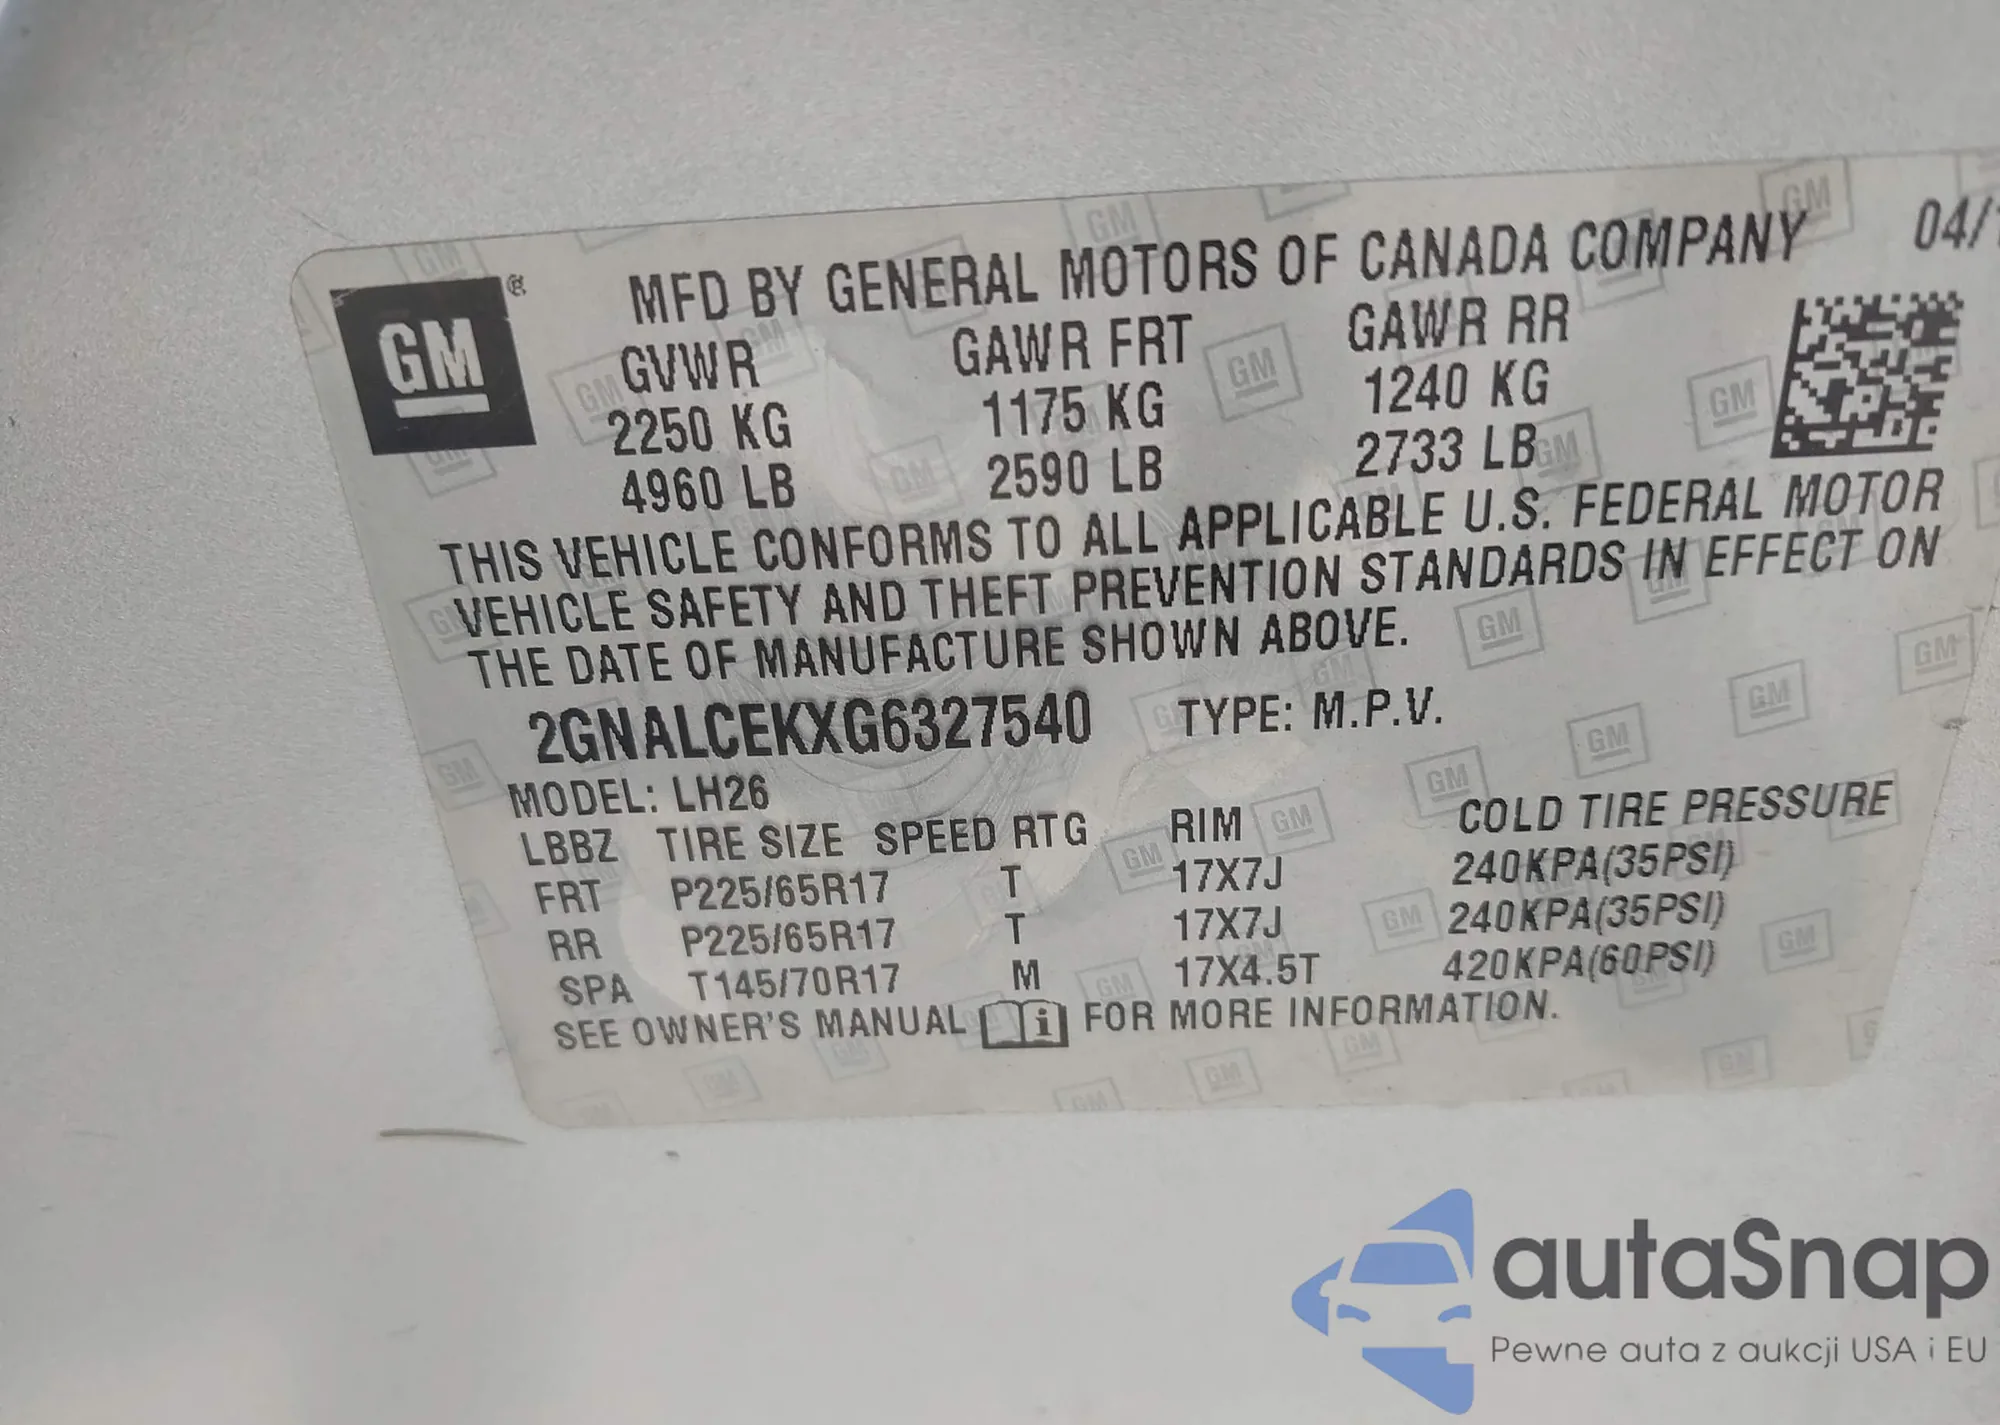 MFD BY GENERAL MOTORS OF CANADA COMPANY 04/1
GM ®
GVWR GAWR FRT GAWR RR
2250 KG 1175 KG 1240 KG
4960 LB 2590 LB 2733 LB
THIS VEHICLE CONFORMS TO ALL APPLICABLE U.S. FEDERAL MOTOR
VEHICLE SAFETY AND THEFT PREVENTION STANDARDS IN EFFECT ON
THE DATE OF MANUFACTURE SHOWN ABOVE.
2GNALCEKXG6327540 TYPE: M.P.V.
MODEL: LH26
LBBZ TIRE SIZE SPEED RTG RIM COLD TIRE PRESSURE
FRT P225/65R17 T 17X7J 240KPA(35PSI)
RR P225/65R17 T 17X7J 240KPA(35PSI)
SPA T145/70R17 M 17X4.5T 420KPA(60PSI)
SEE OWNER'S MANUAL i FOR MORE INFORMATION.
autaSnap
Pewne auta z aukcji USA i EU